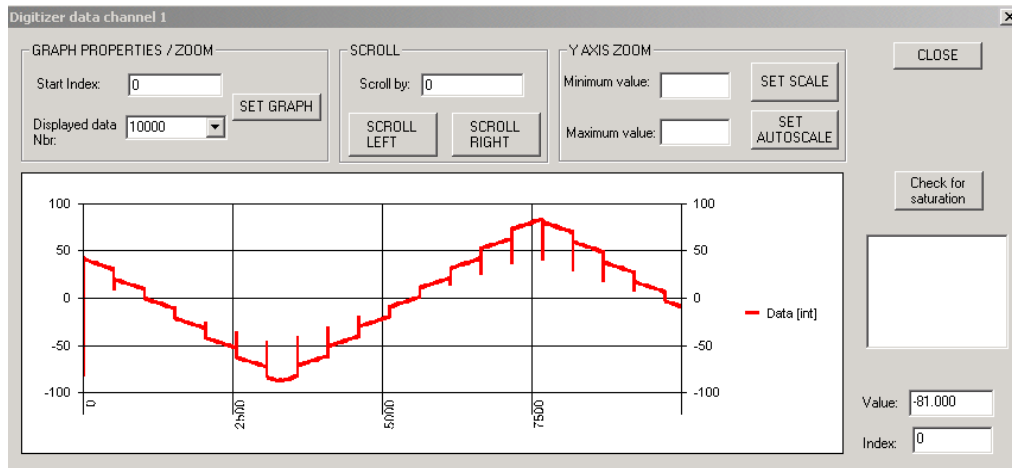 Digitizer data channel 1
GRAPH PROPERTIES / ZOOM
Start Index:
0
Displayed data
Nbr:
10000
SET GRAPH
SCROLL
Scroll by:
0
SCROLL
LEFT
SCROLL
RIGHT
Y AXIS ZOOM
Minimum value:
SET SCALE
Maximum value:
SET
AUTOSCALE
CLOSE
Check for
saturation
100
50
0
-50
-100
100
50
0
-50
-100
0
2500
5000
7500
Data [int]
Value:
-81.000
Index:
0